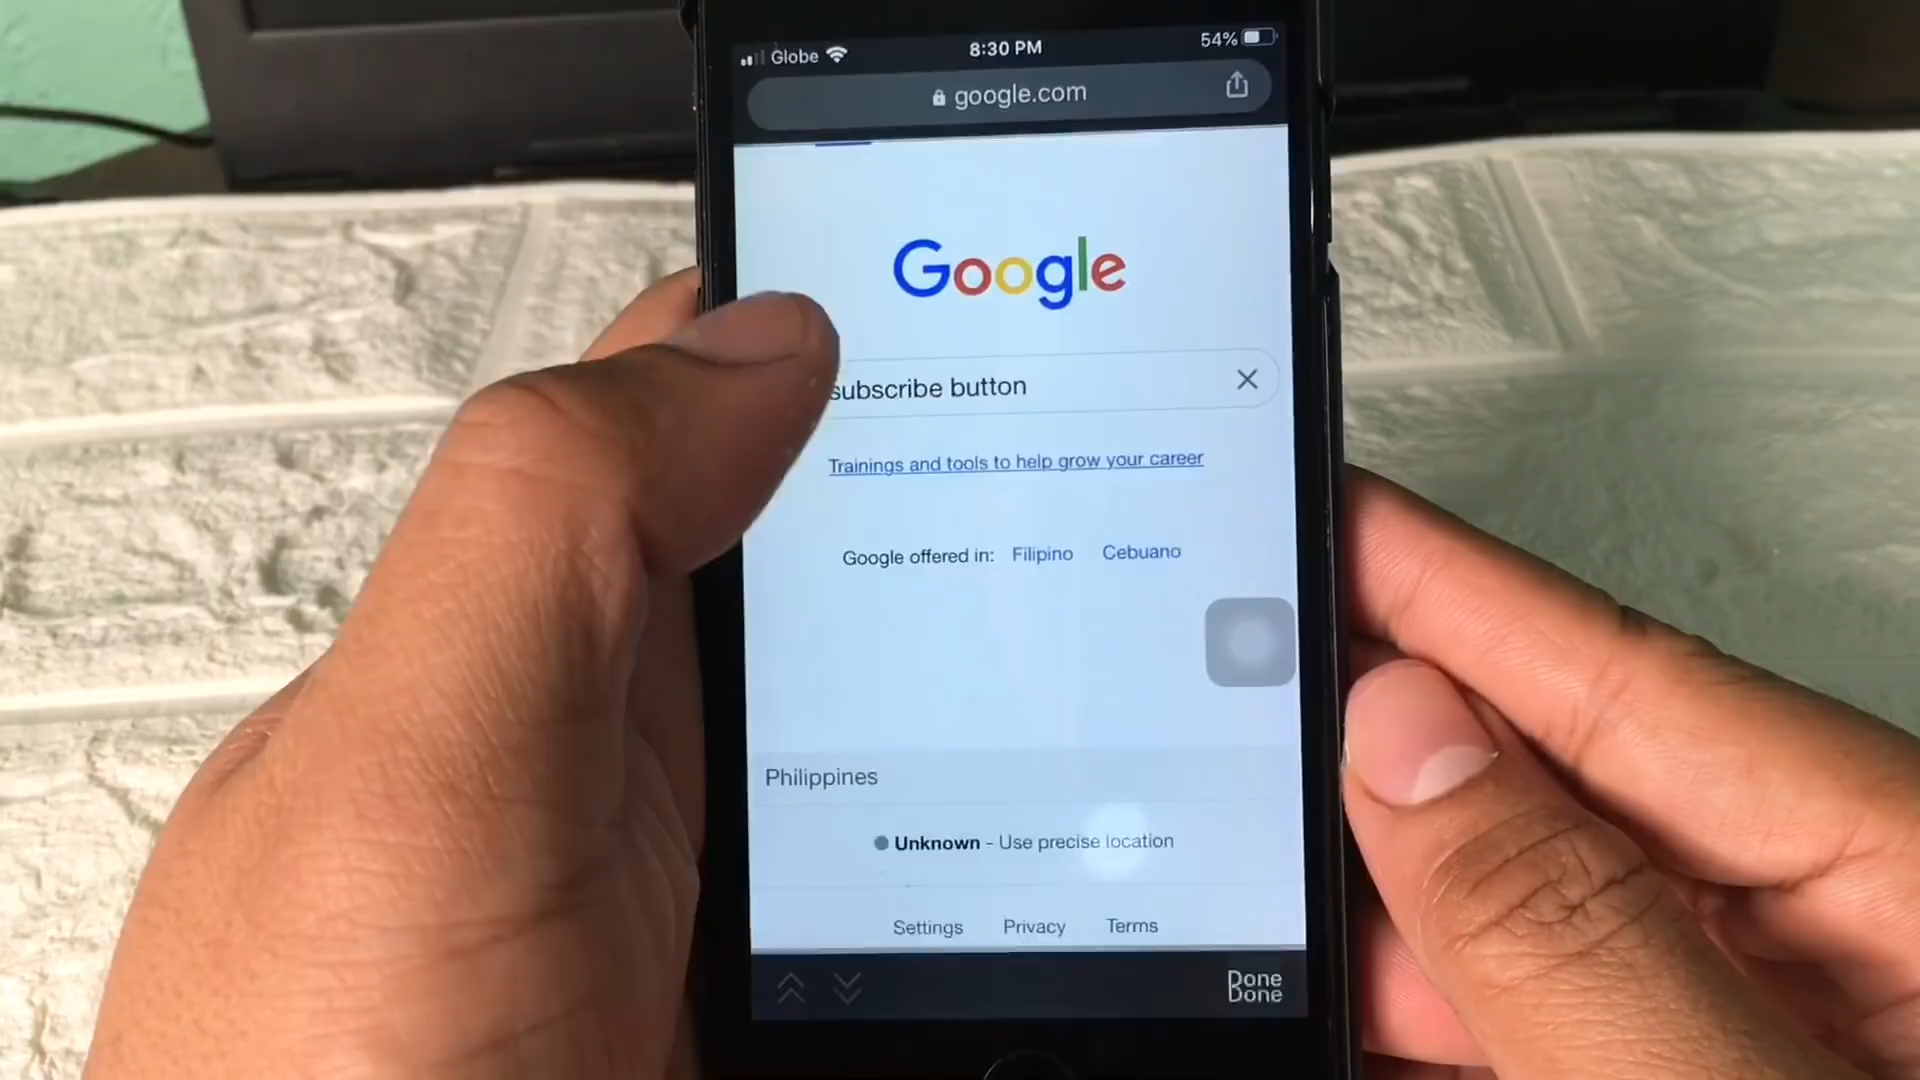 Globe 8:30 PM 54%
google.com
Google
subscribe button
Trainings and tools to help grow your career
Google offered in: Filipino Cebuano
Philippines
Unknown - Use precise location
Settings Privacy Terms
Done
Done